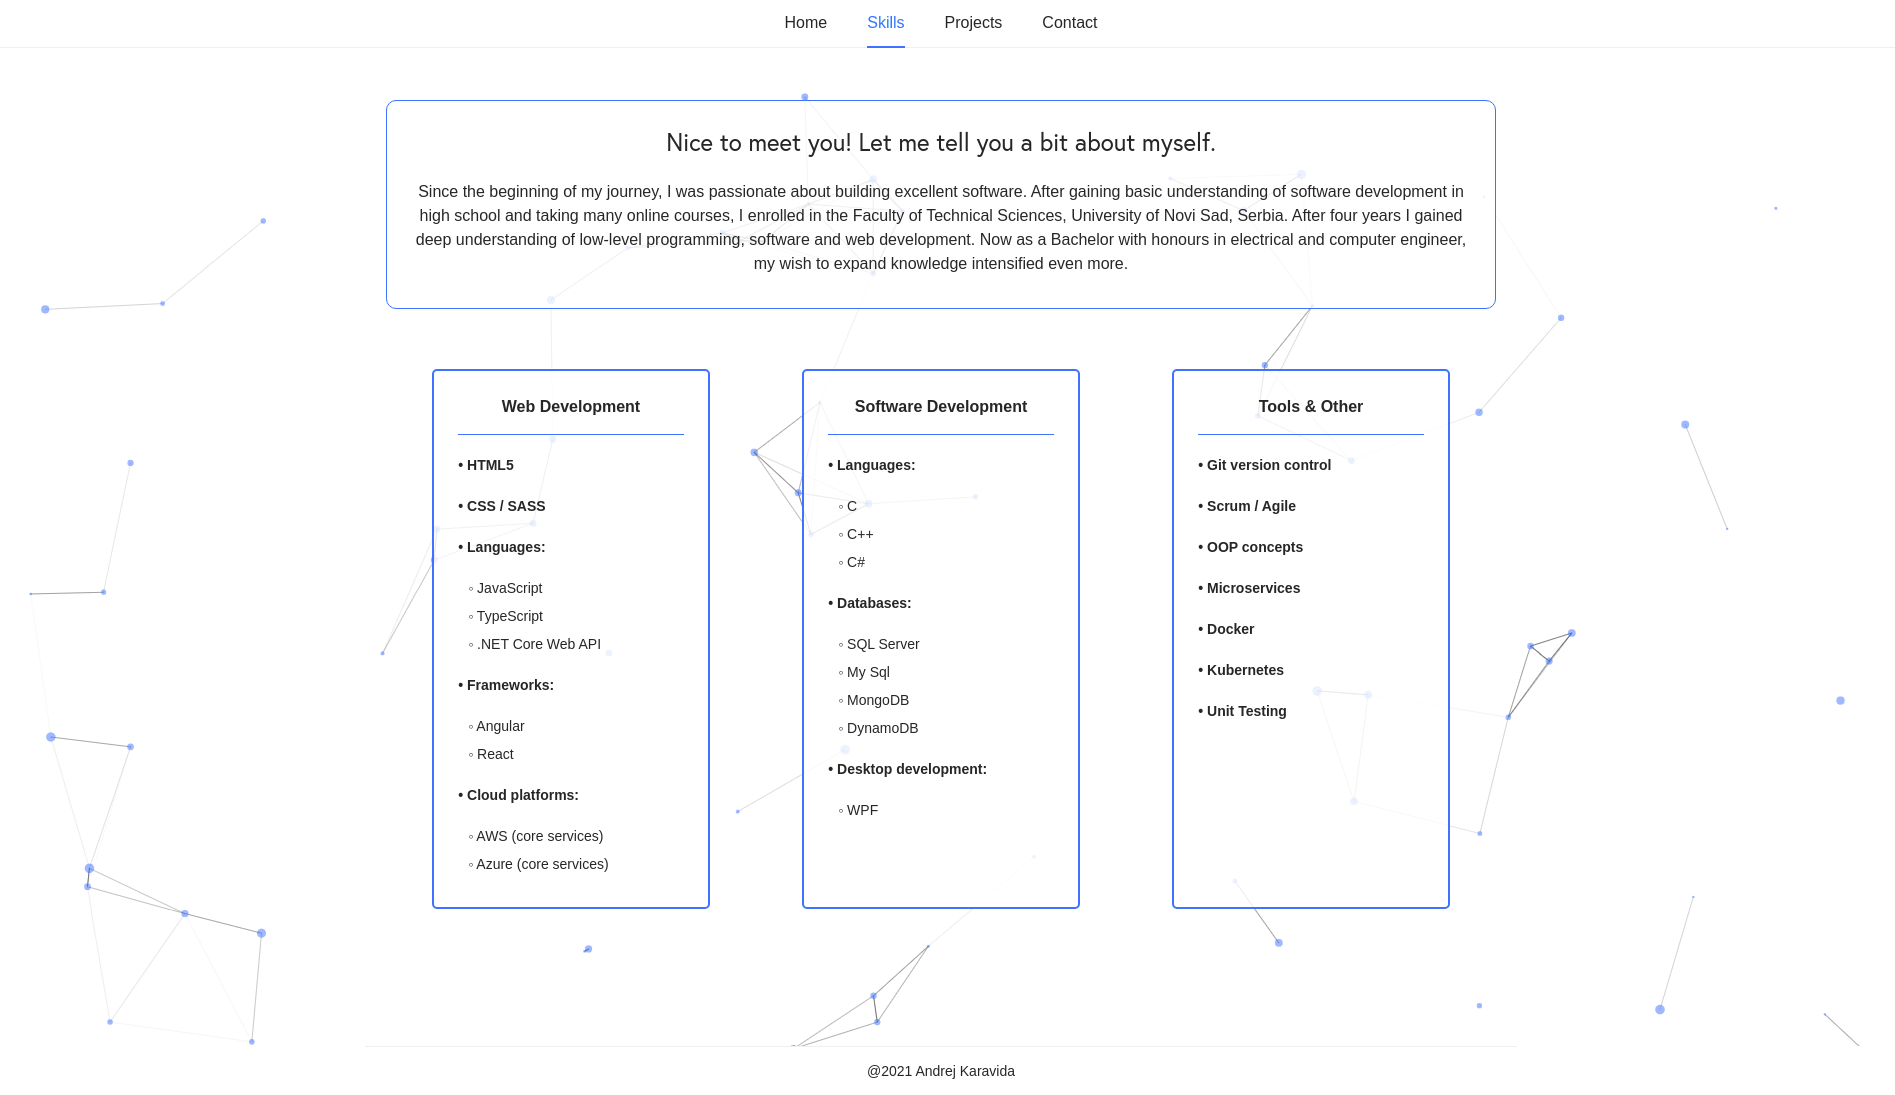 Home Skills Projects Contact
Nice to meet you! Let me tell you a bit about myself.
Since the beginning of my journey, I was passionate about building excellent software. After gaining basic understanding of software development in
high school and taking many online courses, I enrolled in the Faculty of Technical Sciences, University of Novi Sad, Serbia. After four years I gained
deep understanding of low-level programming, software and web development. Now as a Bachelor with honours in electrical and computer engineer,
my wish to expand knowledge intensified even more.
Web Development
• HTML5
• CSS / SASS
• Languages:
◦ JavaScript
◦ TypeScript
◦ .NET Core Web API
• Frameworks:
◦ Angular
◦ React
• Cloud platforms:
◦ AWS (core services)
◦ Azure (core services)
Software Development
• Languages:
◦ C
◦ C++
◦ C#
• Databases:
◦ SQL Server
◦ My Sql
◦ MongoDB
◦ DynamoDB
• Desktop development:
◦ WPF
Tools & Other
• Git version control
• Scrum / Agile
• OOP concepts
• Microservices
• Docker
• Kubernetes
• Unit Testing
@2021 Andrej Karavida